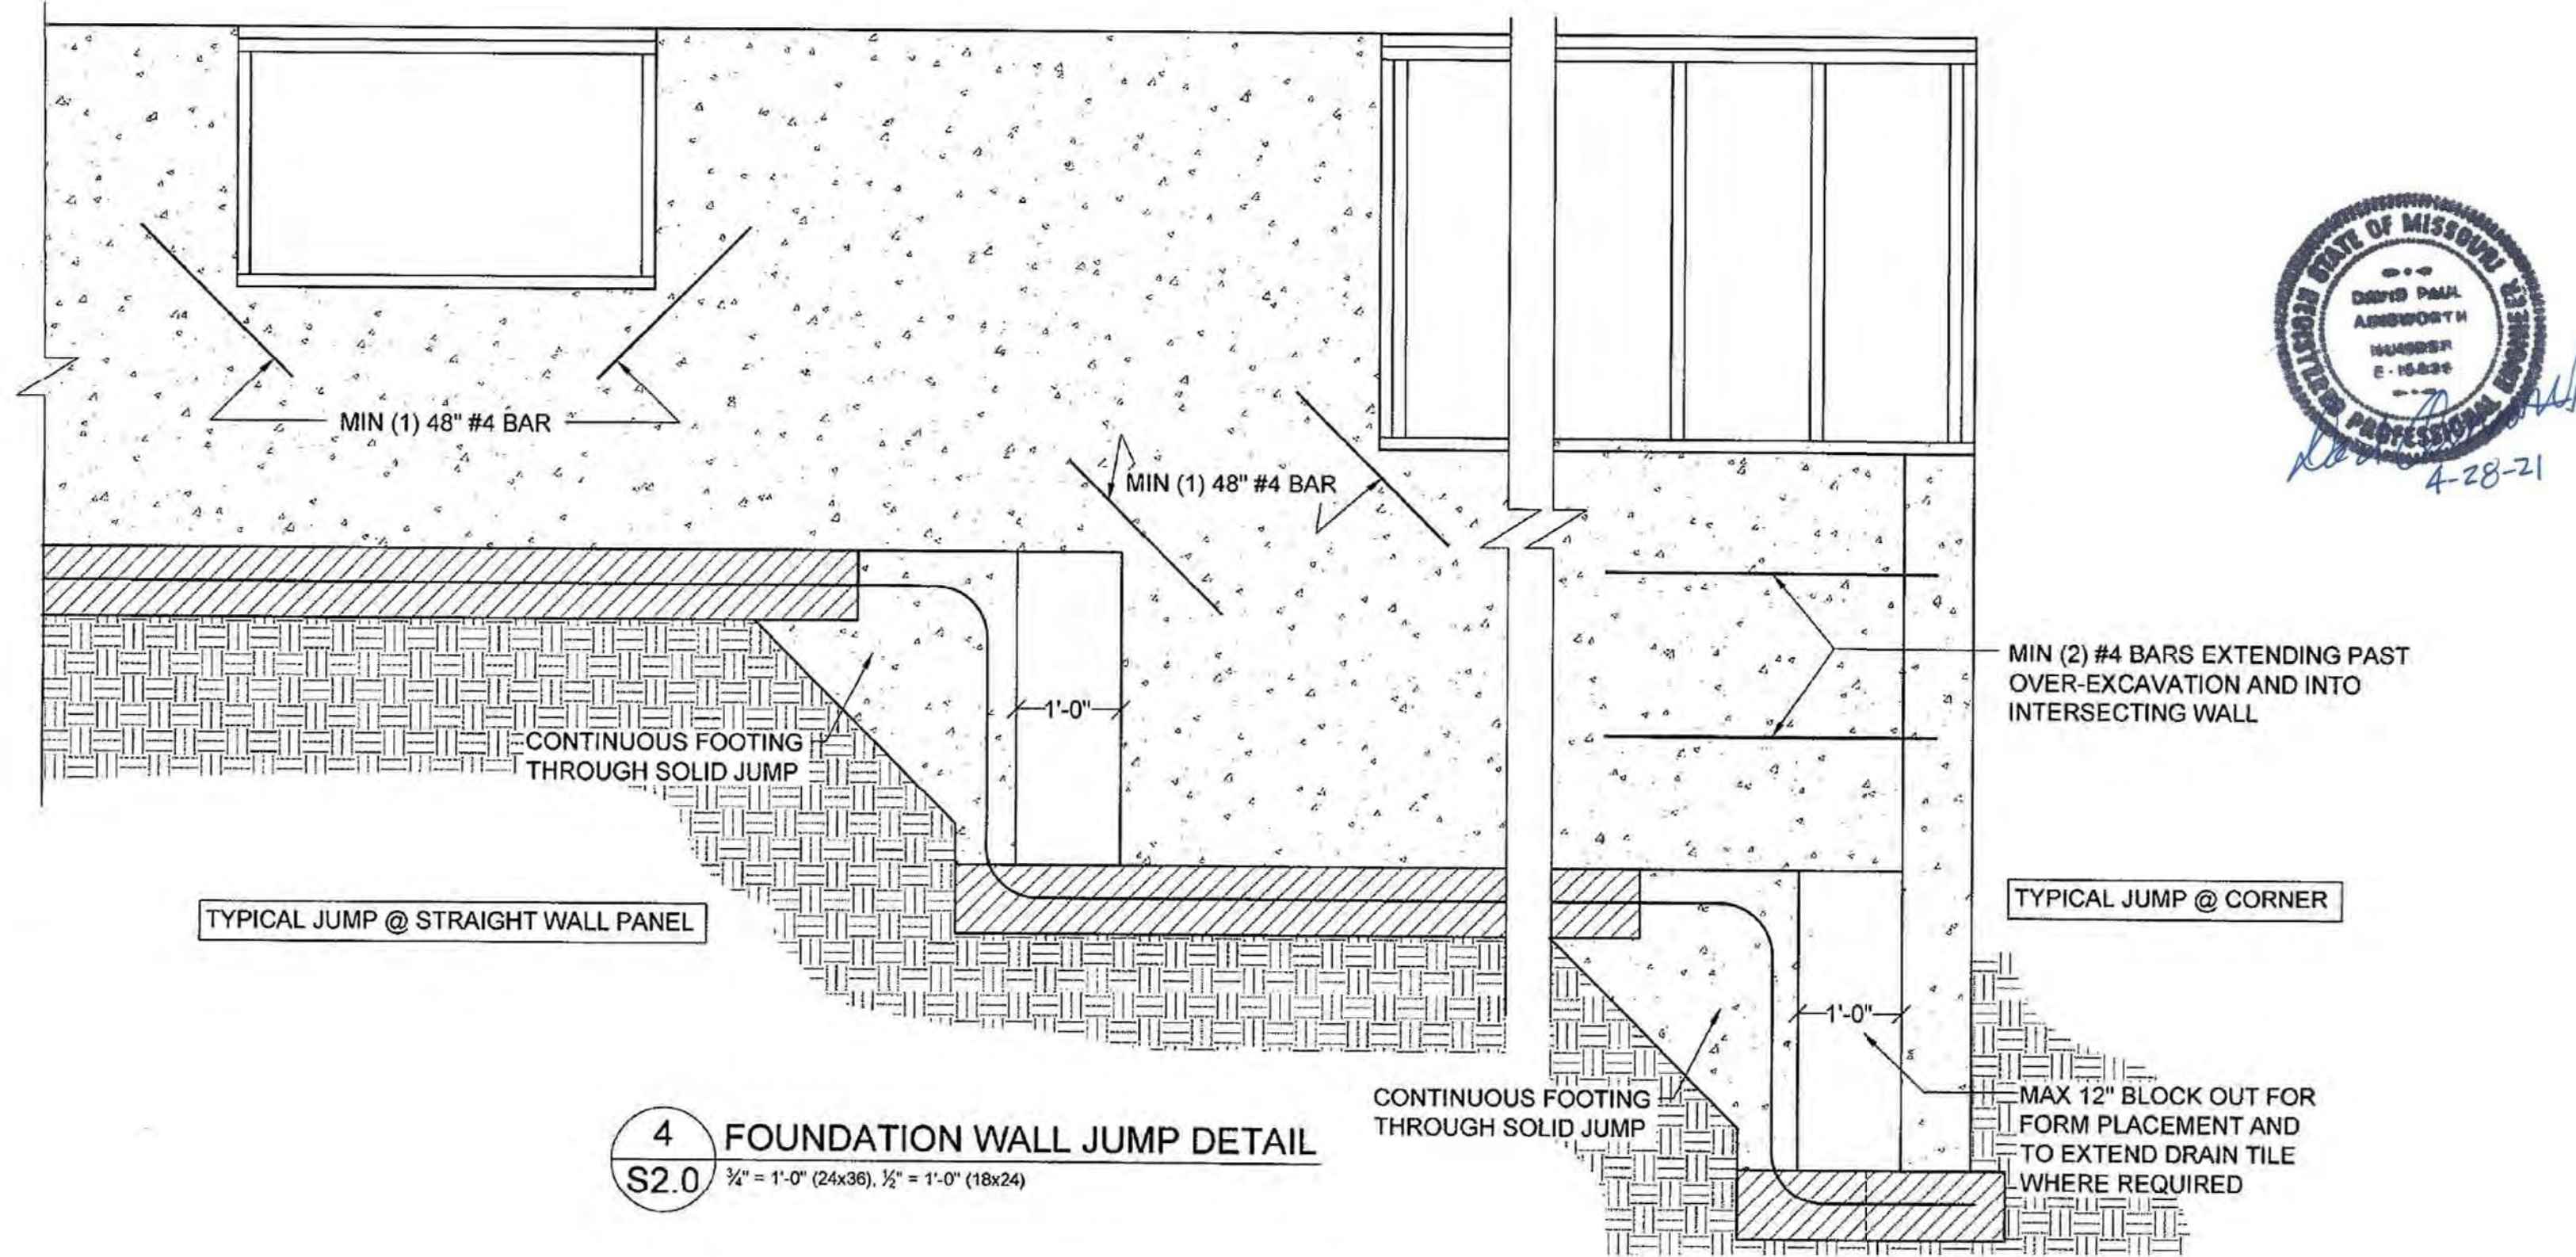 MIN (1) 48" #4 BAR
MIN (1) 48" #4 BAR
STATE OF MISSOURI
DAVID PAUL
NUMBER
REGISTERED PROFESSIONAL ENGINEER
4-28-21
MIN (2) #4 BARS EXTENDING PAST
OVER-EXCAVATION AND INTO
INTERSECTING WALL
1'-0"
CONTINUOUS FOOTING
THROUGH SOLID JUMP
TYPICAL JUMP @ STRAIGHT WALL PANEL
TYPICAL JUMP @ CORNER
1'-0"
CONTINUOUS FOOTING
THROUGH SOLID JUMP
MAX 12" BLOCK OUT FOR
FORM PLACEMENT AND
TO EXTEND DRAIN TILE
WHERE REQUIRED
4
S2.0
FOUNDATION WALL JUMP DETAIL
¾" = 1'-0" (24x36), ½" = 1'-0" (18x24)